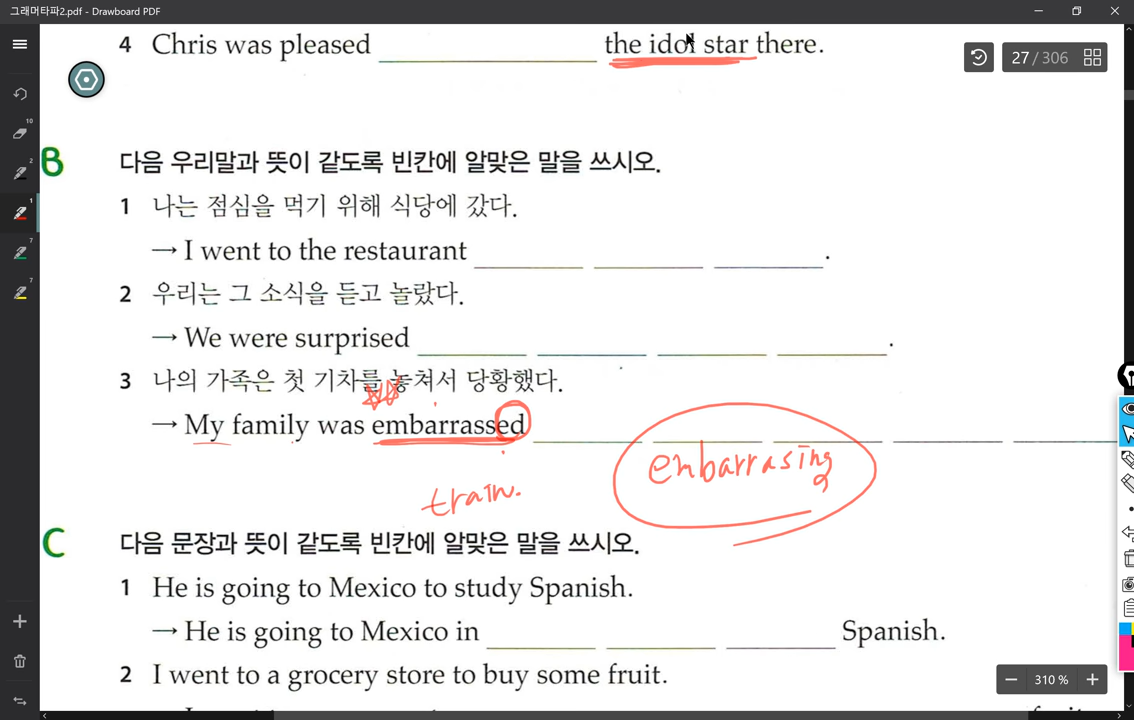 그래머타파2.pdf - Drawboard PDF
27 / 306
4 Chris was pleased the idol star there.
B 다음 우리말과 뜻이 같도록 빈칸에 알맞은 말을 쓰시오.
1 나는 점심을 먹기 위해 식당에 갔다.
→ I went to the restaurant .
2 우리는 그 소식을 듣고 놀랐다.
→ We were surprised .
3 나의 가족은 첫 기차를 놓쳐서 당황했다.
→ My family was embarrassed
embarrasing
train.
C 다음 문장과 뜻이 같도록 빈칸에 알맞은 말을 쓰시오.
1 He is going to Mexico to study Spanish.
→ He is going to Mexico in Spanish.
2 I went to a grocery store to buy some fruit.
310 %
10
2
1
7
7